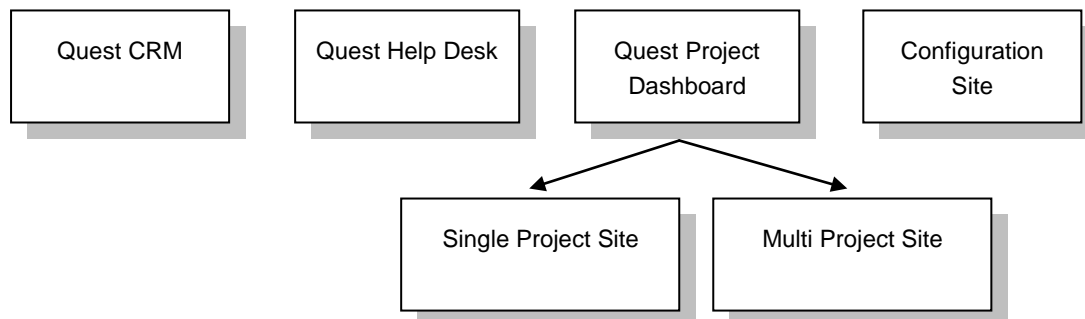 Quest CRM
Quest Help Desk
Quest Project
Dashboard
Configuration
Site
Single Project Site
Multi Project Site